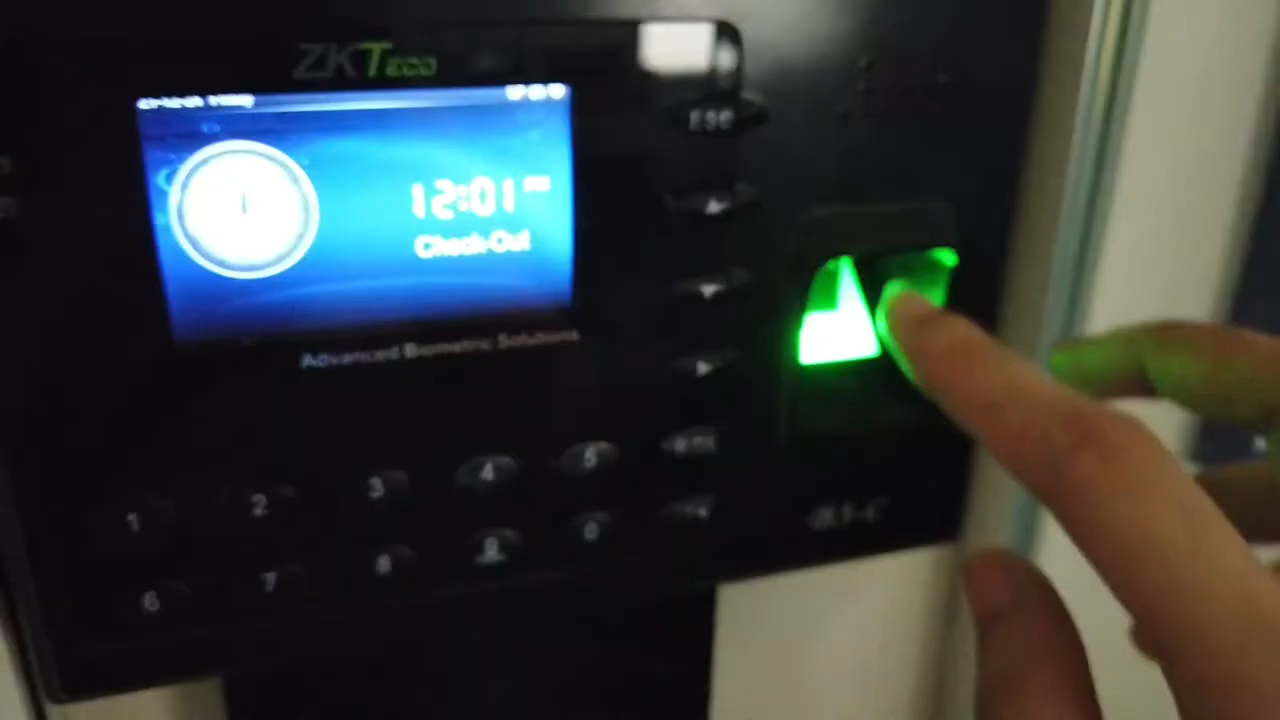 ZKTeco
12:01
Check-Out
Advanced Biometric Solutions
ESC
1 2 3 4 5
6 7 8 9 0